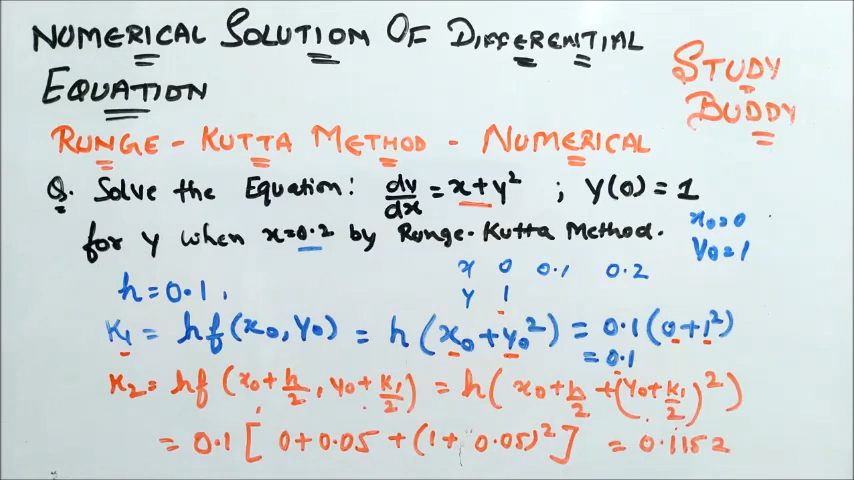 NUMERICAL SOLUTION OF DIFFERENTIAL
EQUATION
STUDY
BUDDY
RUNGE - KUTTA METHOD - NUMERICAL
Q. Solve the Equation: dy/dx = x + y² ; y(0) = 1
for y when x=0.2 by Runge-Kutta Method.
x₀=0
y₀=1
x 0 0.1 0.2
y 1
h = 0.1,
K₁ = hf(x₀, y₀) = h(x₀ + y₀²) = 0.1(0 + 1²)
= 0.1
K₂ = hf(x₀ + h/2, y₀ + K₁/2) = h(x₀ + h/2 + (y₀ + K₁/2)²)
= 0.1[0 + 0.05 + (1 + 0.05)²] = 0.1152